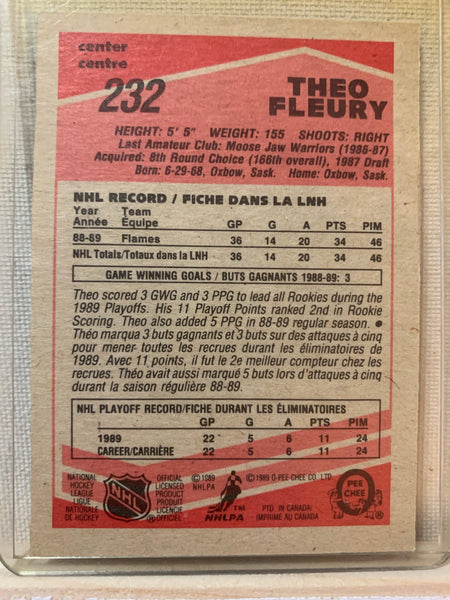 center
centre
232
THEO
FLEURY
HEIGHT: 5' 5" WEIGHT: 155 SHOOTS: RIGHT
Last Amateur Club: Moose Jaw Warriors (1986-87)
Acquired: 8th Round Choice (166th overall), 1987 Draft
Born: 6-29-68, Oxbow, Sask. Home: Oxbow, Sask.
NHL RECORD / FICHE DANS LA LNH
Year Team
Année Équipe GP G A PTS PIM
88-89 Flames 36 14 20 34 46
NHL Totals/Totaux dans la LNH 36 14 20 34 46
GAME WINNING GOALS / BUTS GAGNANTS 1988-89: 3
Theo scored 3 GWG and 3 PPG to lead all Rookies during the
1989 Playoffs. His 11 Playoff Points ranked 2nd in Rookie
Scoring. Theo also added 5 PPG in 88-89 regular season. •
Théo marqua 3 buts gagnants et 3 buts sur des attaques à cinq
pour mener toutes les recrues durant les éliminatoires de
1989. Avec 11 points, il fut le 2e meilleur compteur chez les
recrues. Théo avait aussi marqué 5 buts lors d'attaques à cinq
durant la saison régulière 88-89.
NHL PLAYOFF RECORD/FICHE DURANT LES ÉLIMINATOIRES
GP G A PTS PIM
1989 22 5 6 11 24
CAREER/CARRIÈRE 22 5 6 11 24
NATIONAL
HOCKEY
LEAGUE
LIGUE
NATIONALE DE
HOCKEY
NHL
OFFICIAL
LICENSED
PRODUCT
PRODUIT
LICENCIÉ
OFFICIEL®
©1989
NHLPA
TM
NHLPA
©1989 O-PEE-CHEE CO. LTD.
PTD. IN CANADA/
IMPRIMÉ AU CANADA
O
PEE
CHEE
®